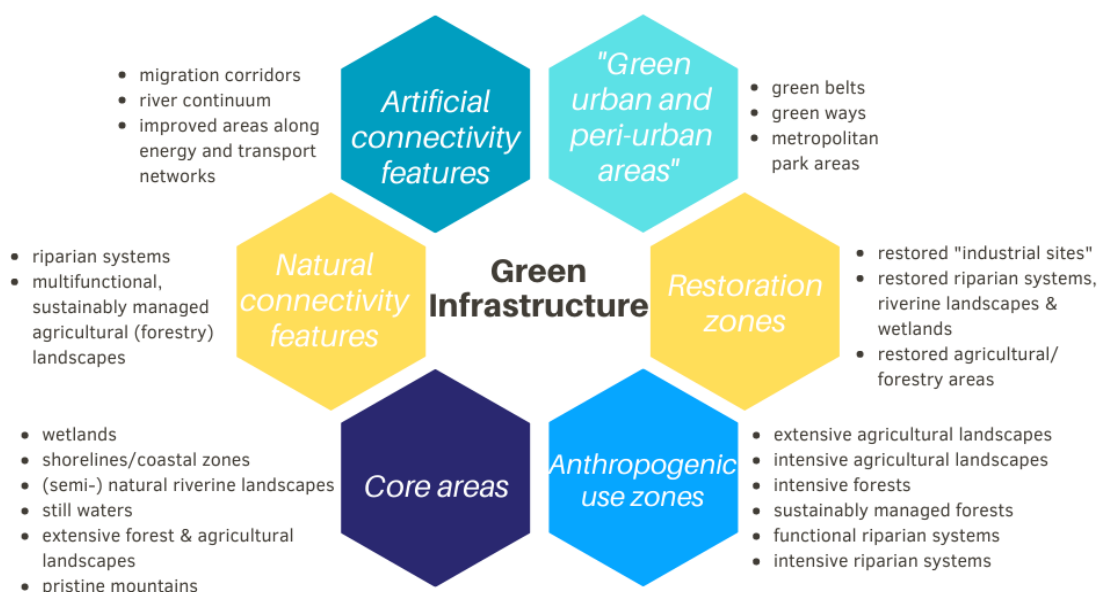 • migration corridors
• river continuum
• improved areas along
energy and transport
networks
Artificial
connectivity
features
"Green
urban and
peri-urban
areas"
• green belts
• green ways
• metropolitan
park areas
• riparian systems
• multifunctional,
sustainably managed
agricultural (forestry)
landscapes
Natural
connectivity
features
Green
Infrastructure
Restoration
zones
• restored "industrial sites"
• restored riparian systems,
riverine landscapes &
wetlands
• restored agricultural/
forestry areas
• wetlands
• shorelines/coastal zones
• (semi-) natural riverine landscapes
• still waters
• extensive forest & agricultural
landscapes
• pristine mountains
Core areas
Anthropogenic
use zones
• extensive agricultural landscapes
• intensive agricultural landscapes
• intensive forests
• sustainably managed forests
• functional riparian systems
• intensive riparian systems